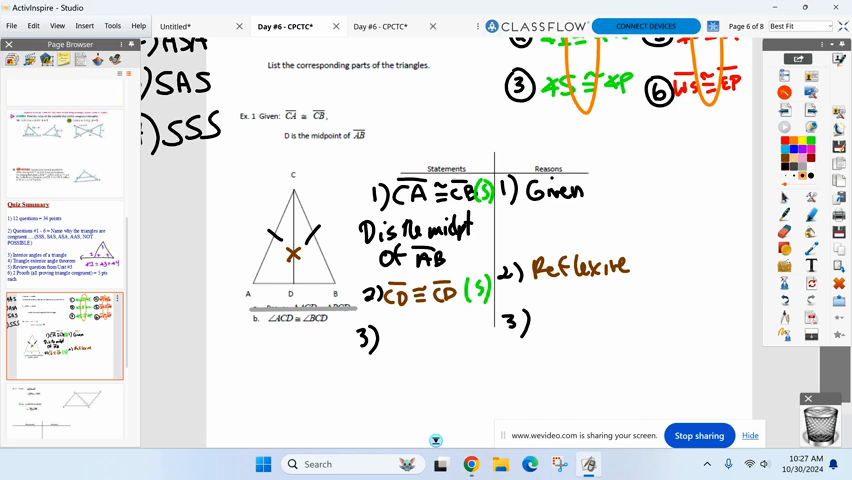 ActivInspire - Studio
File Edit View Insert Tools Help
Untitled*
Day #6 - CPCTC*
Day #6 - CPCTC*
CLASSFLOW
CONNECT DEVICES
Page 6 of 8
Best Fit
Page Browser
Quiz Summary
1) 12 questions = 34 points
2) Questions #1 - 6 = Name why the triangles are
congruent.....(SSS, SAS, ASA, AAS, NOT
POSSIBLE)
3) Interior angles of a triangle
4) Triangle exterior angle theorem
5) Review question from Unit #3
6) 2 Proofs (all proving triangle congruent) = 5 pts
each
) ASA
) SAS
) SSS
List the corresponding parts of the triangles.
③ ∡S ≅ ∡P
⑥ WS ≅ EP
Ex. 1 Given: CA ≅ CB,
D is the midpoint of AB
Statements Reasons
1) CA ≅ CB (S) 1) Given
D is the midpt
of AB
2) CD ≅ CD (S) 2) Reflexive
3) 3)
C
A D B
b. ∠ACD ≅ ∠BCD
www.wevideo.com is sharing your screen.
Stop sharing
Hide
Search
10:27 AM
10/30/2024